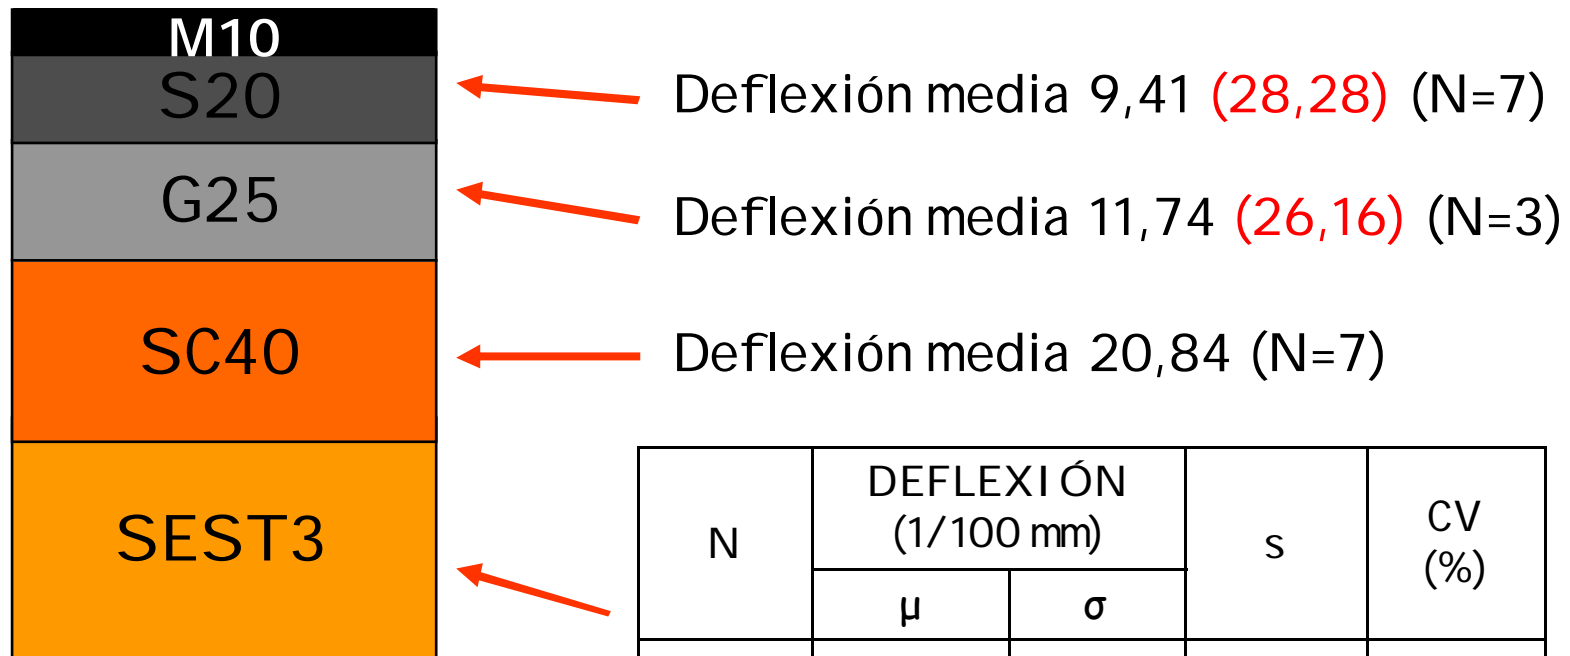 M10
S20
Deflexión media 9,41 (28,28) (N=7)
G25
Deflexión media 11,74 (26,16) (N=3)
SC40
Deflexión media 20,84 (N=7)
SEST3
N
DEFLEXIÓN
(1/100 mm)
μ
σ
s
CV
(%)